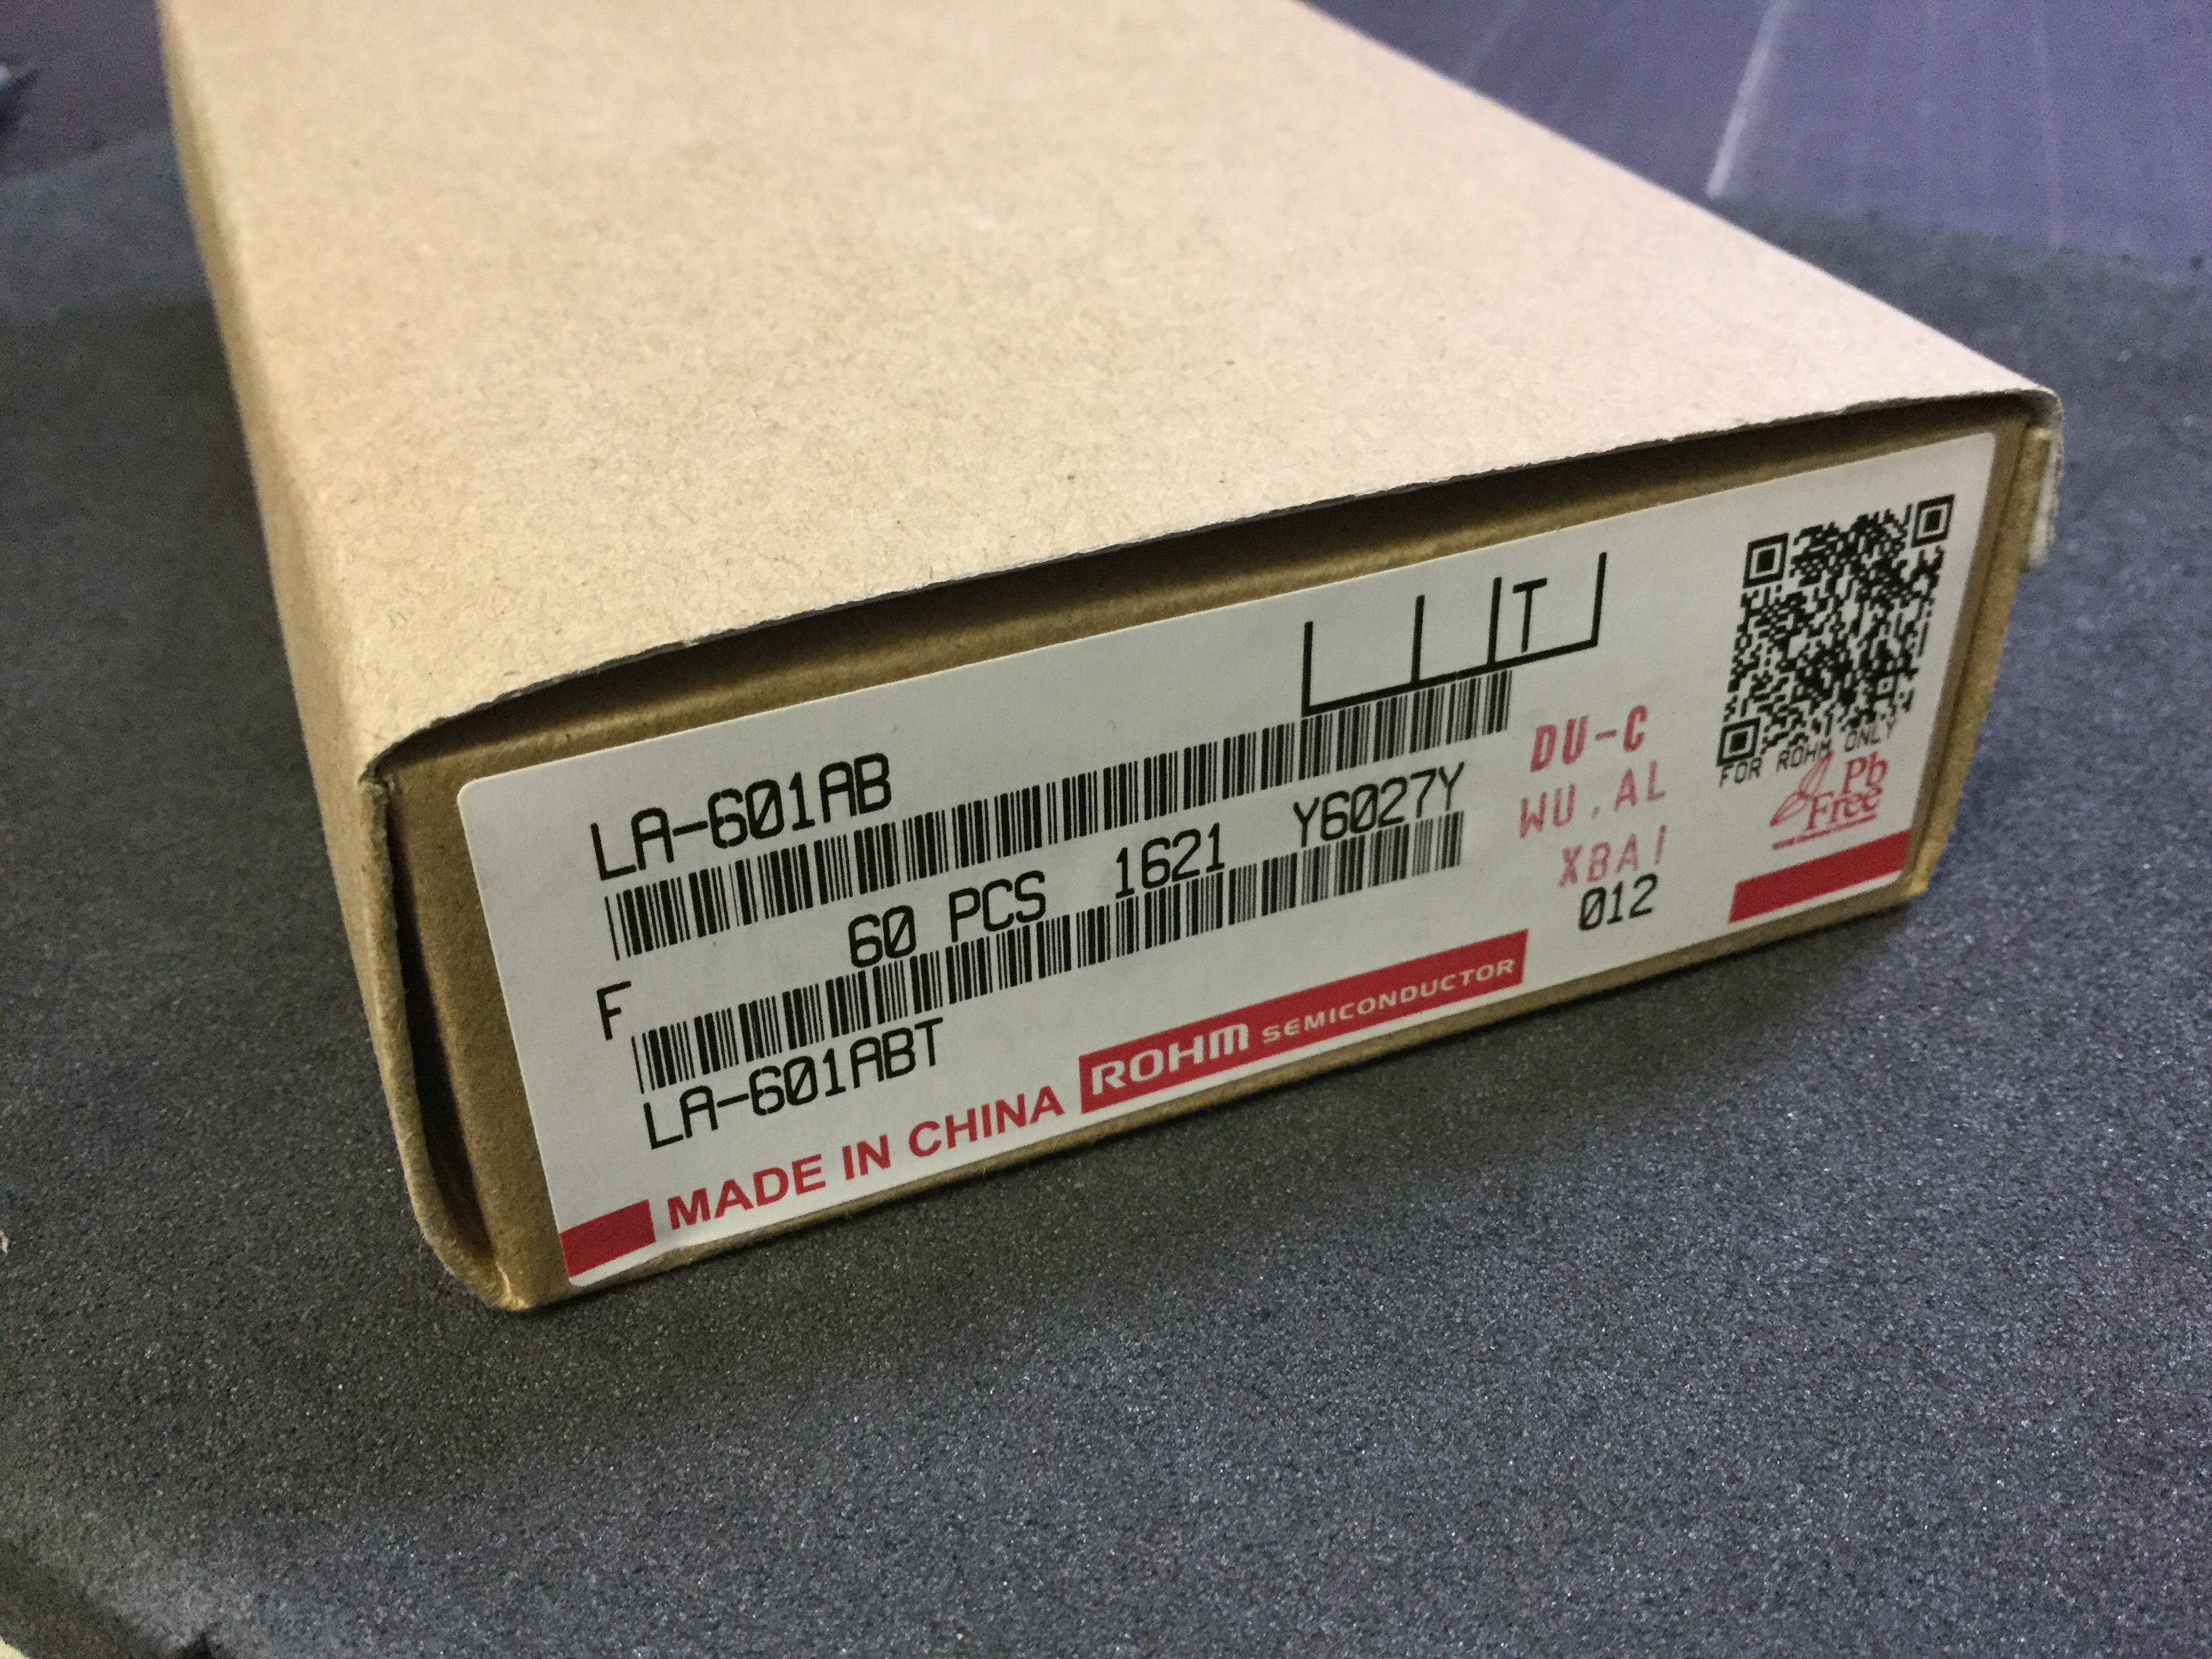 T
LA-601AB
60 PCS 1621 Y6027Y
F
LA-601ABT
MADE IN CHINA ROHM SEMICONDUCTOR
DU-C
WU.AL
XBAI
012
FOR ROHM ONLY
Pb
Free